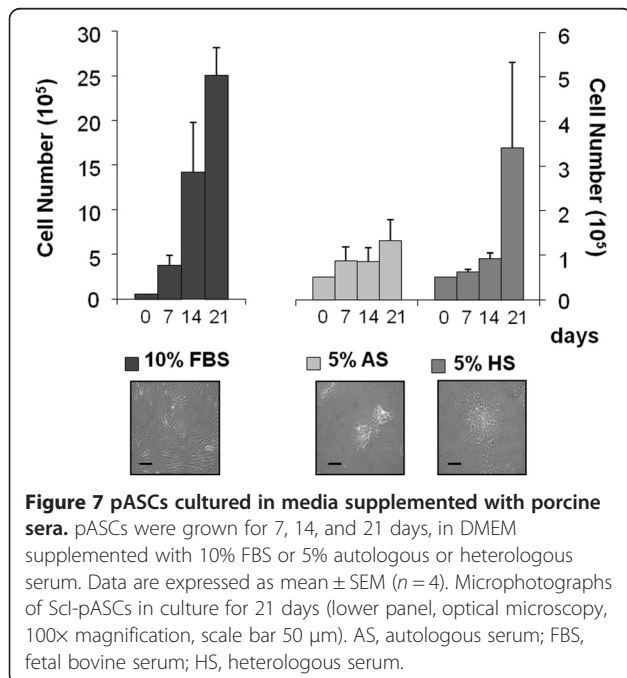 30
25
20
15
10
5
0
Cell Number (10⁵)
6
5
4
3
2
1
0
Cell Number (10⁵)
0 7 14 21 0 7 14 21 0 7 14 21
days
10% FBS 5% AS 5% HS
Figure 7 pASCs cultured in media supplemented with porcine
sera. pASCs were grown for 7, 14, and 21 days, in DMEM
supplemented with 10% FBS or 5% autologous or heterologous
serum. Data are expressed as mean ± SEM (n = 4). Microphotographs
of ScI-pASCs in culture for 21 days (lower panel, optical microscopy,
100× magnification, scale bar 50 μm). AS, autologous serum; FBS,
fetal bovine serum; HS, heterologous serum.